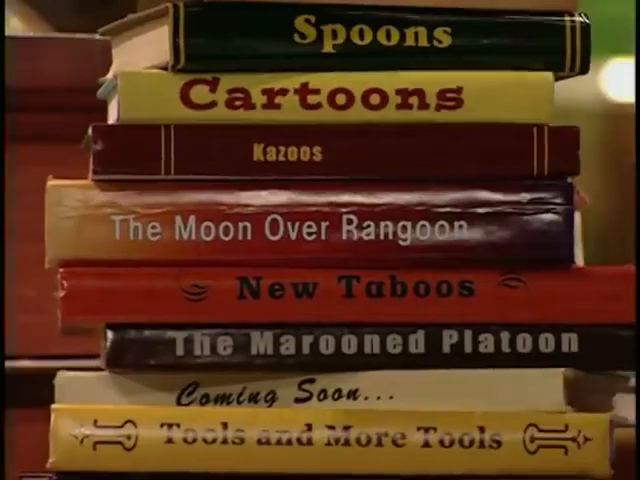 Spoons
Cartoons
Kazoos
The Moon Over Rangoon
New Taboos
The Marooned Platoon
Coming Soon...
Tools and More Tools